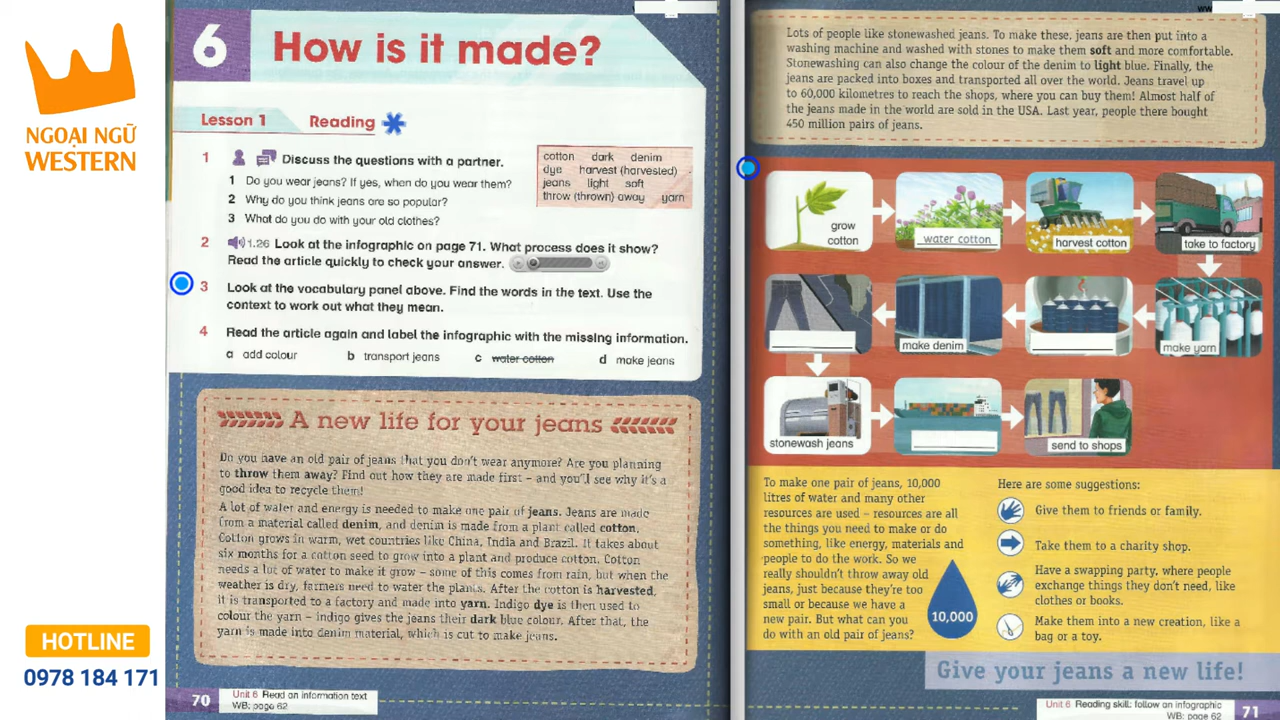 NGOẠI NGỮ
WESTERN
HOTLINE
0978 184 171
6 How is it made?
Lesson 1 Reading
1 Discuss the questions with a partner.
1 Do you wear jeans? If yes, when do you wear them?
2 Why do you think jeans are so popular?
3 What do you do with your old clothes?
cotton dark denim
dye harvest (harvested)
jeans light soft
throw (thrown) away yarn
2 1.26 Look at the infographic on page 71. What process does it show?
Read the article quickly to check your answer.
3 Look at the vocabulary panel above. Find the words in the text. Use the
context to work out what they mean.
4 Read the article again and label the infographic with the missing information.
a add colour b transport jeans c water cotton d make jeans
A new life for your jeans
Do you have an old pair of jeans that you don't wear anymore? Are you planning
to throw them away? Find out how they are made first – and you'll see why it's a
good idea to recycle them!
A lot of water and energy is needed to make one pair of jeans. Jeans are made
from a material called denim, and denim is made from a plant called cotton.
Cotton grows in warm, wet countries like China, India and Brazil. It takes about
six months for a cotton seed to grow into a plant and produce cotton. Cotton
needs a lot of water to make it grow – some of this comes from rain, but when the
weather is dry, farmers need to water the plants. After the cotton is harvested,
it is transported to a factory and made into yarn. Indigo dye is then used to
colour the yarn – indigo gives the jeans their dark blue colour. After that, the
yarn is made into denim material, which is cut to make jeans.
70 Unit 6 Read an information text
WB: page 62
Lots of people like stonewashed jeans. To make these, jeans are then put into a
washing machine and washed with stones to make them soft and more comfortable.
Stonewashing can also change the colour of the denim to light blue. Finally, the
jeans are packed into boxes and transported all over the world. Jeans travel up
to 60,000 kilometres to reach the shops, where you can buy them! Almost half of
the jeans made in the world are sold in the USA. Last year, people there bought
450 million pairs of jeans.
grow
cotton
water cotton
harvest cotton
take to factory
make denim
make yarn
stonewash jeans
send to shops
To make one pair of jeans, 10,000
litres of water and many other
resources are used – resources are all
the things you need to make or do
something, like energy, materials and
people to do the work. So we
really shouldn't throw away old
jeans, just because they're too
small or because we have a
new pair. But what can you
do with an old pair of jeans?
10,000
Here are some suggestions:
Give them to friends or family.
Take them to a charity shop.
Have a swapping party, where people
exchange things they don't need, like
clothes or books.
Make them into a new creation, like a
bag or a toy.
Give your jeans a new life!
Unit 6 Reading skill: follow an infographic
WB: page 62 71